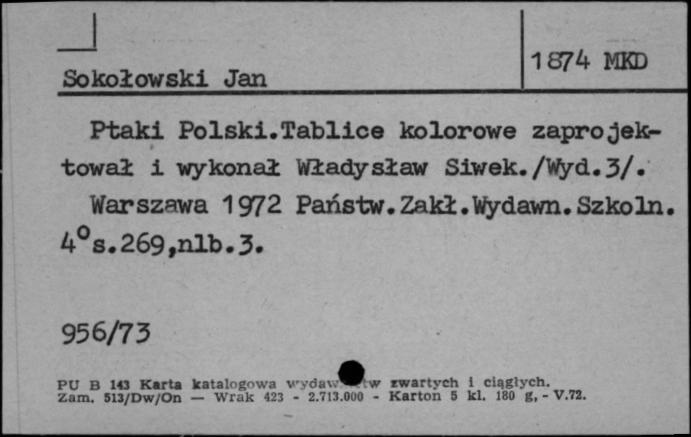 1874 MKD
Sokołowski Jan
Ptaki Polski.Tablice kolorowe zaprojek-
tował i wykonał Władysław Siwek./Wyd.3/.
Warszawa 1972 Państw.Zakł.Wydawn.Szkoln.
4° s.269,nlb.3.
956/73
PU B 143 Karta katalogowa zwartych i ciągłych.
Zam. 513/Dw/On — Wrak 423 - 2.713.000 - Karton 5 kl. 180 g, - V.72.